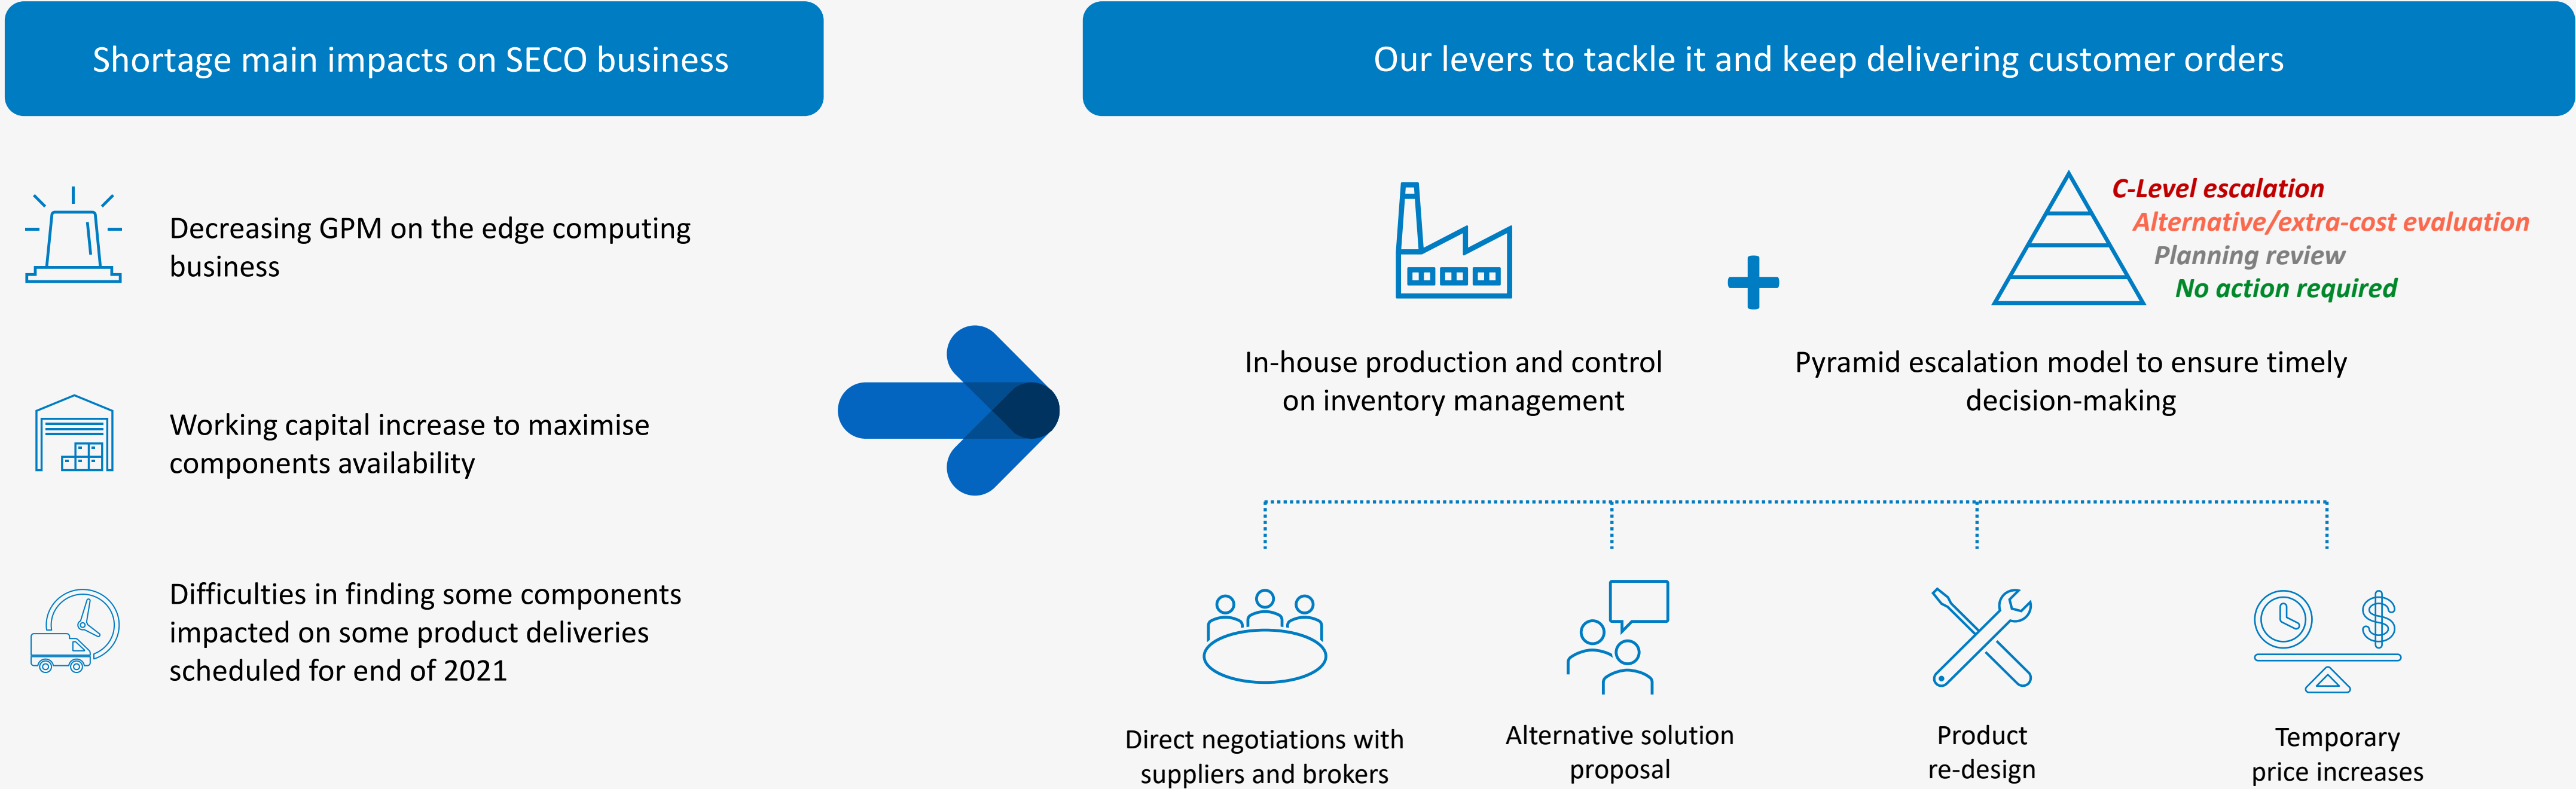 Shortage main impacts on SECO business
Decreasing GPM on the edge computing
business
Working capital increase to maximise
components availability
Difficulties in finding some components
impacted on some product deliveries
scheduled for end of 2021
Our levers to tackle it and keep delivering customer orders
In-house production and control
on inventory management
C-Level escalation
Alternative/extra-cost evaluation
Planning review
No action required
Pyramid escalation model to ensure timely
decision-making
Direct negotiations with
suppliers and brokers
Alternative solution
proposal
Product
re-design
Temporary
price increases